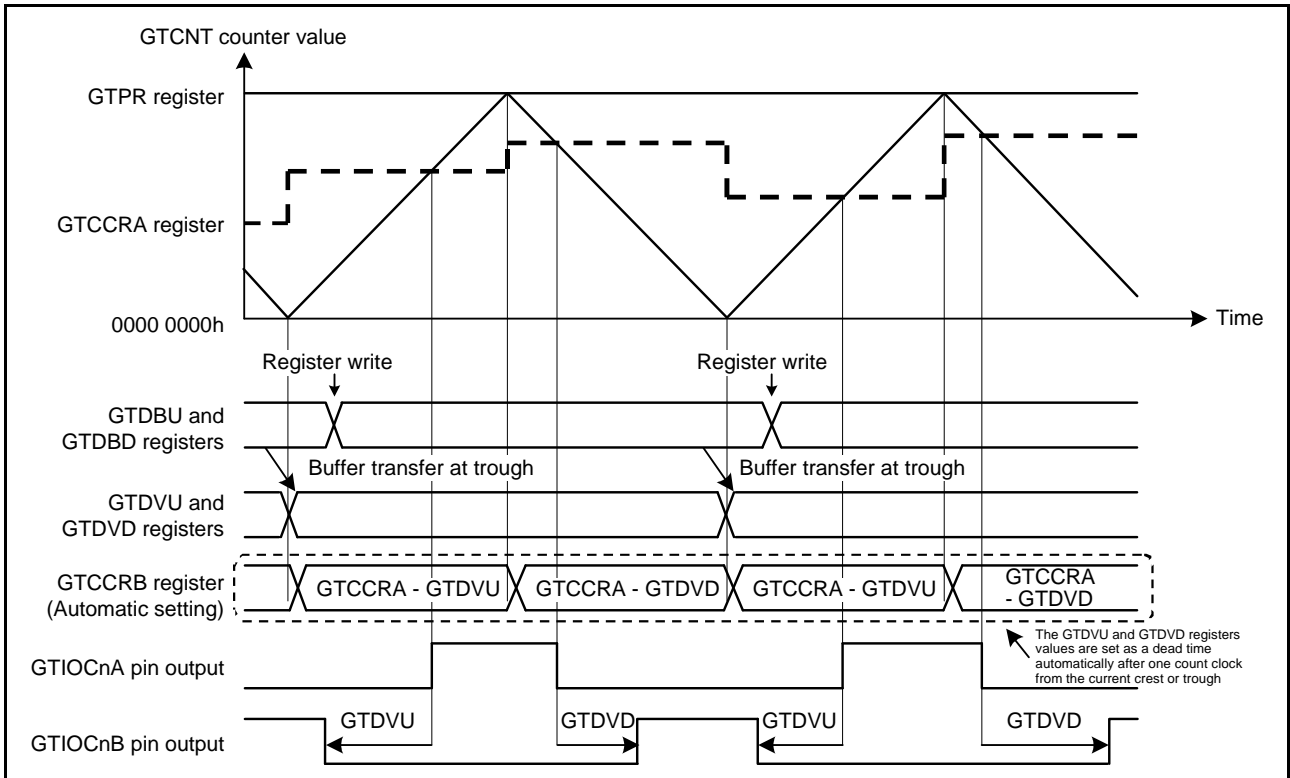 GTCNT counter value
GTPR register
GTCCRA register
0000 0000h
Time
Register write
Register write
GTDBU and
GTDBD registers
Buffer transfer at trough
Buffer transfer at trough
GTDVU and
GTDVD registers
GTCCRB register
(Automatic setting)
GTCCRA - GTDVU
GTCCRA - GTDVD
GTCCRA - GTDVU
GTCCRA
- GTDVD
The GTDVU and GTDVD registers
values are set as a dead time
automatically after one count clock
from the current crest or trough
GTIOCnA pin output
GTIOCnB pin output
GTDVU
GTDVD
GTDVU
GTDVD